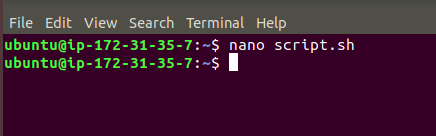 File Edit View Search Terminal Help
ubuntu@ip-172-31-35-7:~$ nano script.sh
ubuntu@ip-172-31-35-7:~$